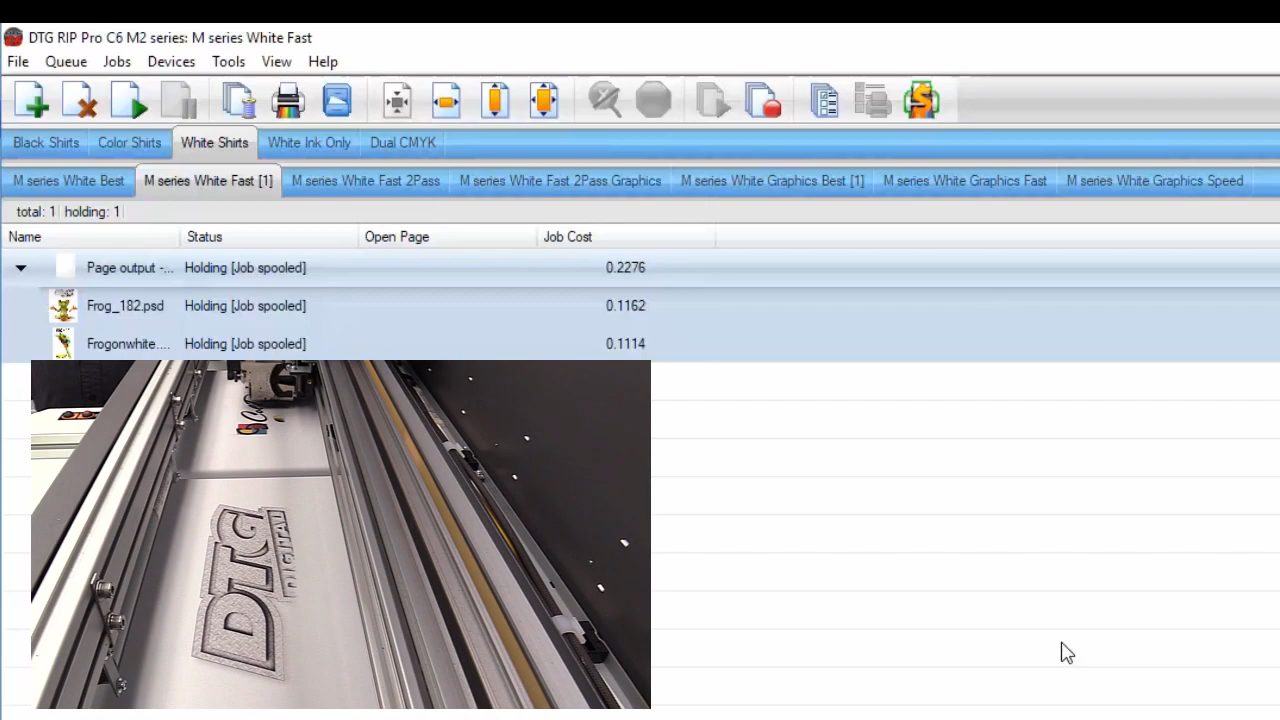 DTG RIP Pro C6 M2 series: M series White Fast
File Queue Jobs Devices Tools View Help
Black Shirts Color Shirts White Shirts White Ink Only Dual CMYK
M series White Best M series White Fast [1] M series White Fast 2Pass M series White Fast 2Pass Graphics M series White Graphics Best [1] M series White Graphics Fast M series White Graphics Speed
total: 1 holding: 1
Name Status Open Page Job Cost
Page output -... Holding [Job spooled] 0.2276
Frog_182.psd Holding [Job spooled] 0.1162
Frogonwhite.... Holding [Job spooled] 0.1114
DTG
DIGITAL